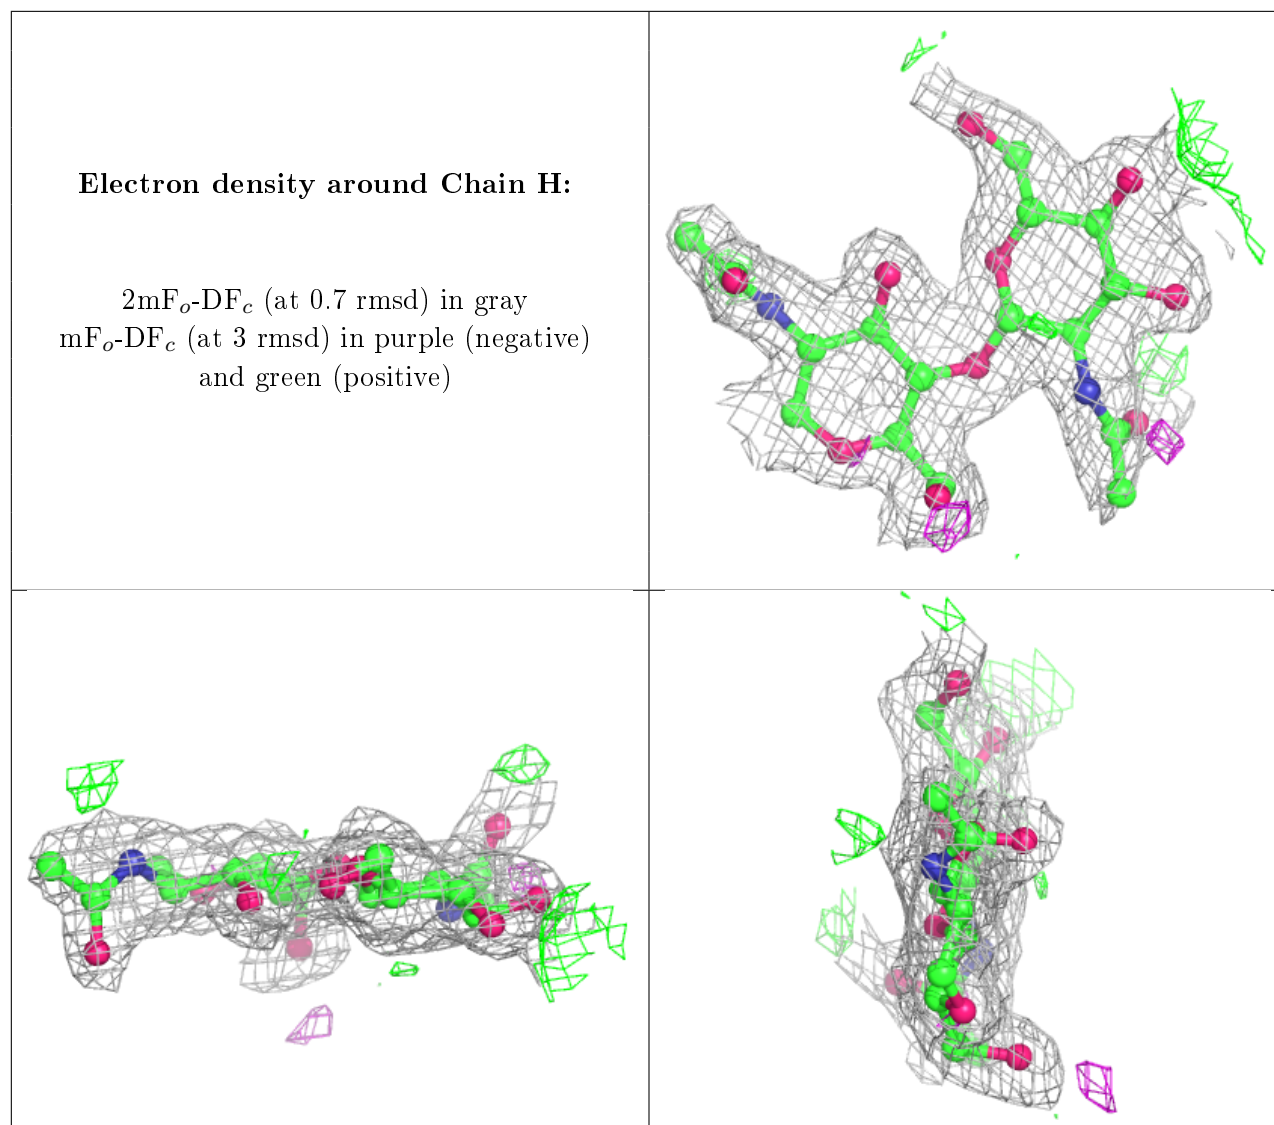 Electron density around Chain H:
2mFₒ-DF𝒸 (at 0.7 rmsd) in gray
mFₒ-DF𝒸 (at 3 rmsd) in purple (negative)
and green (positive)